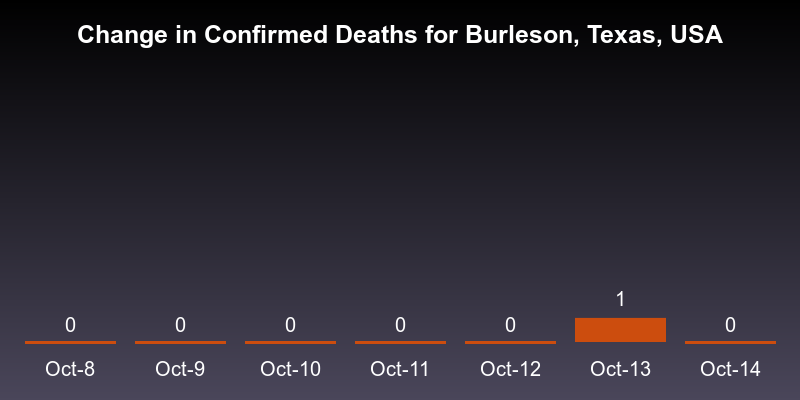 Change in Confirmed Deaths for Burleson, Texas, USA
1
0 0 0 0 0 0
Oct-8 Oct-9 Oct-10 Oct-11 Oct-12 Oct-13 Oct-14